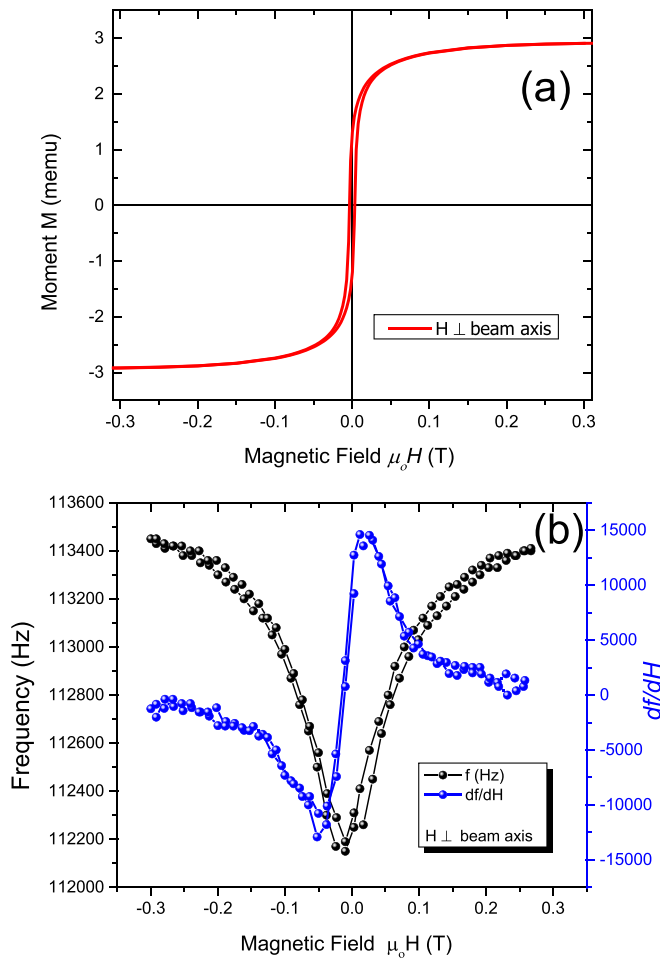 3
2
1
0
-1
-2
-3
Moment M (memu)
(a)
H ⊥ beam axis
-0.3 -0.2 -0.1 0.0 0.1 0.2 0.3
Magnetic Field μₒH (T)
113600
113400
113200
113000
112800
112600
112400
112200
112000
Frequency (Hz)
(b)
15000
10000
5000
0
-5000
-10000
-15000
df/dH
f (Hz)
df/dH
H ⊥ beam axis
-0.3 -0.2 -0.1 0.0 0.1 0.2 0.3
Magnetic Field μₒH (T)